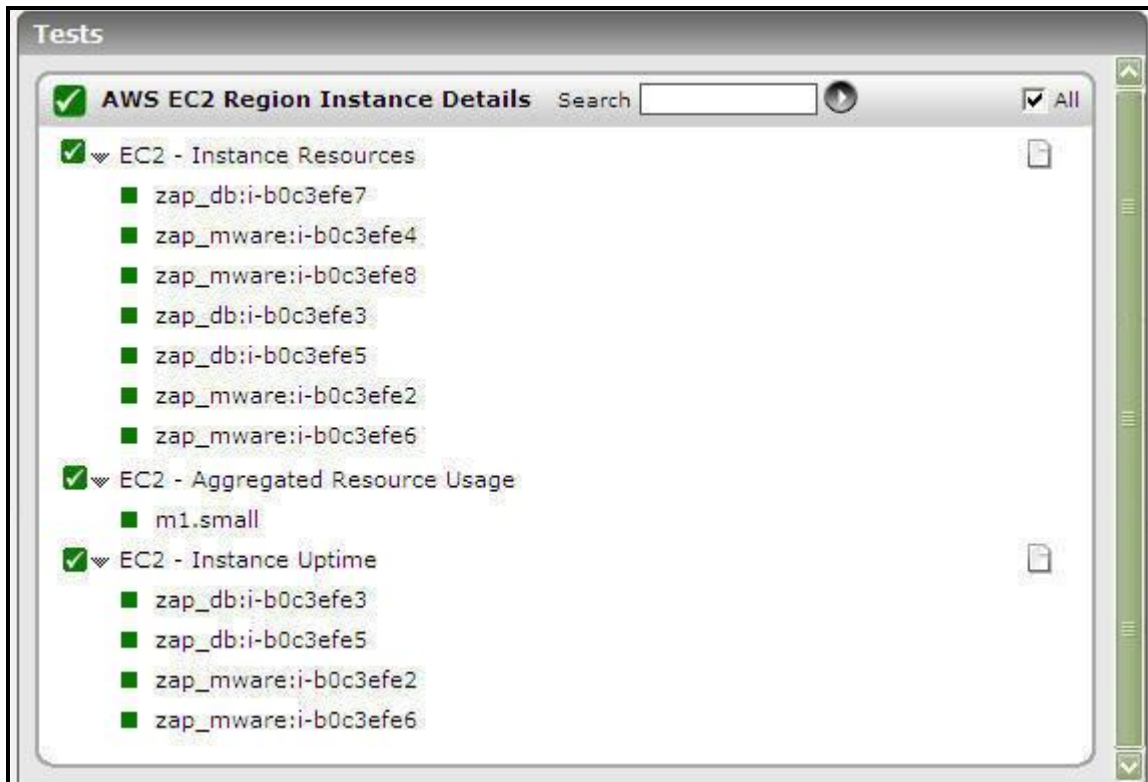 Tests
AWS EC2 Region Instance Details Search All
EC2 - Instance Resources
zap_db:i-b0c3efe7
zap_mware:i-b0c3efe4
zap_mware:i-b0c3efe8
zap_db:i-b0c3efe3
zap_db:i-b0c3efe5
zap_mware:i-b0c3efe2
zap_mware:i-b0c3efe6
EC2 - Aggregated Resource Usage
m1.small
EC2 - Instance Uptime
zap_db:i-b0c3efe3
zap_db:i-b0c3efe5
zap_mware:i-b0c3efe2
zap_mware:i-b0c3efe6